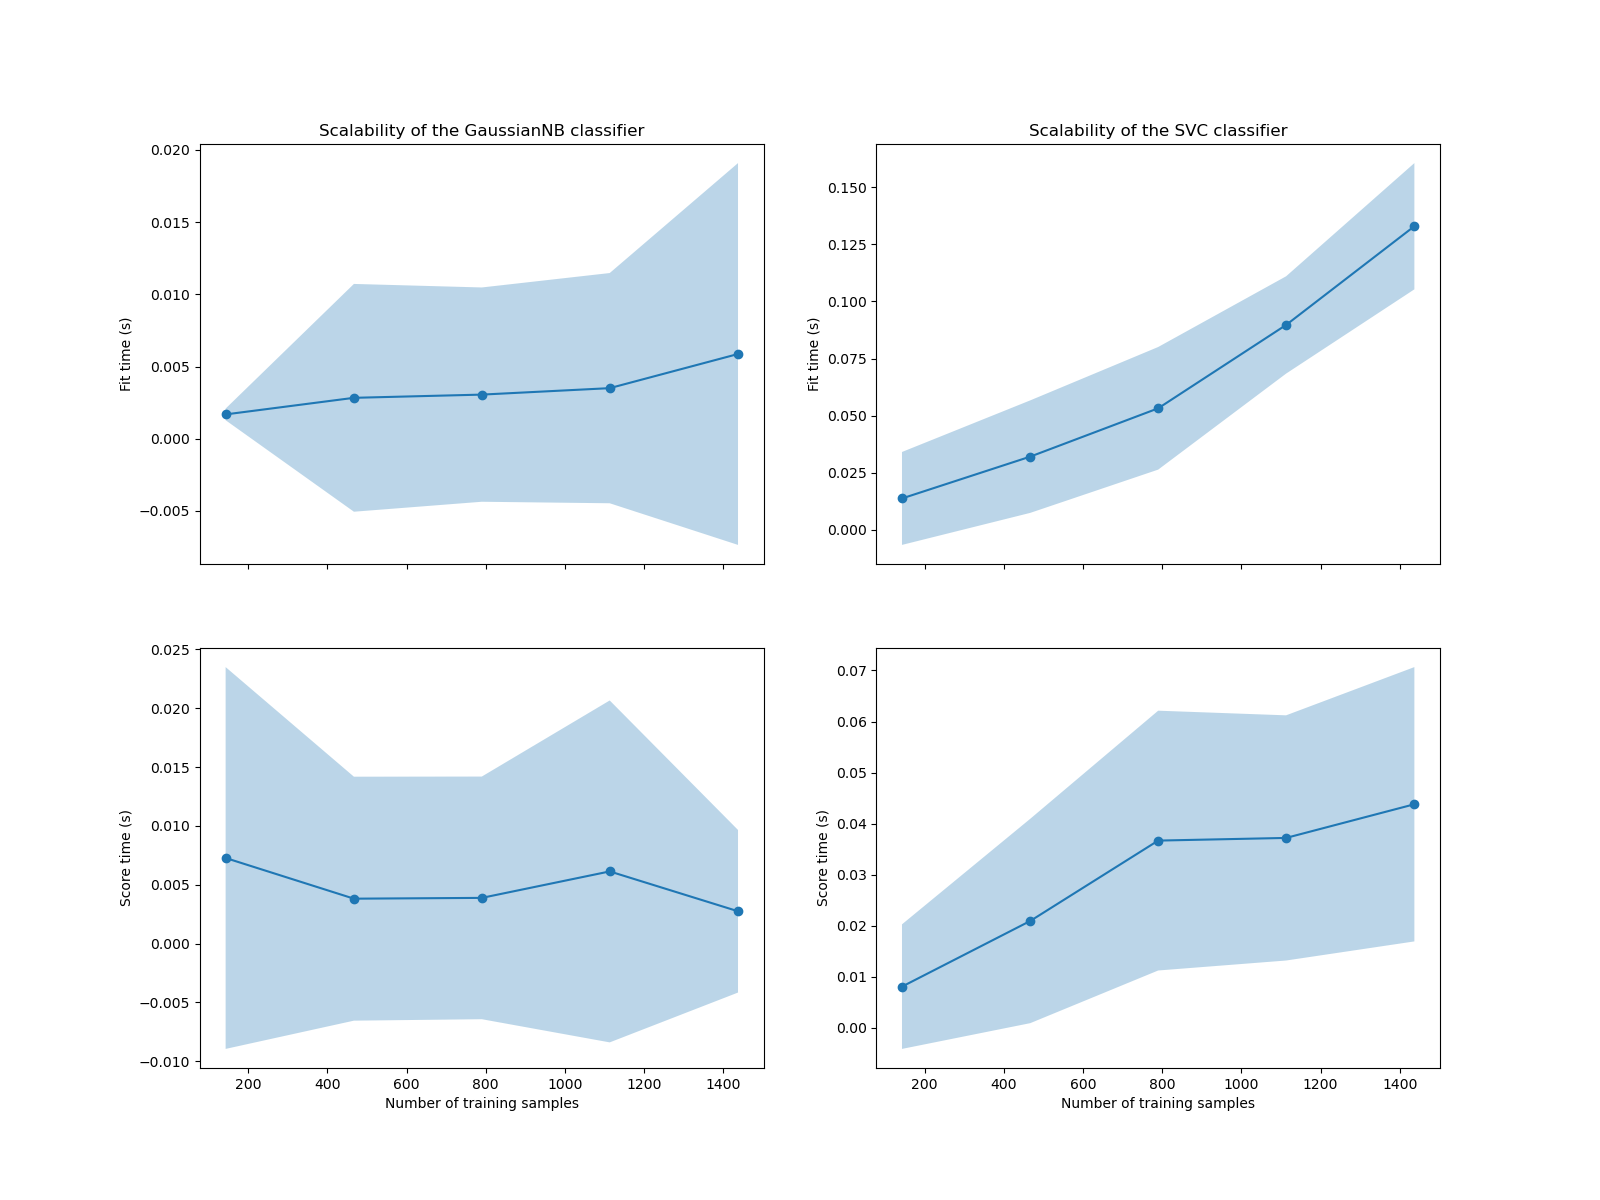 Scalability of the GaussianNB classifier
0.020
0.015
0.010
0.005
0.000
−0.005
Fit time (s)
Scalability of the SVC classifier
0.150
0.125
0.100
0.075
0.050
0.025
0.000
Fit time (s)
0.025
0.020
0.015
0.010
0.005
0.000
−0.005
−0.010
Score time (s)
200 400 600 800 1000 1200 1400
Number of training samples
0.07
0.06
0.05
0.04
0.03
0.02
0.01
0.00
Score time (s)
200 400 600 800 1000 1200 1400
Number of training samples